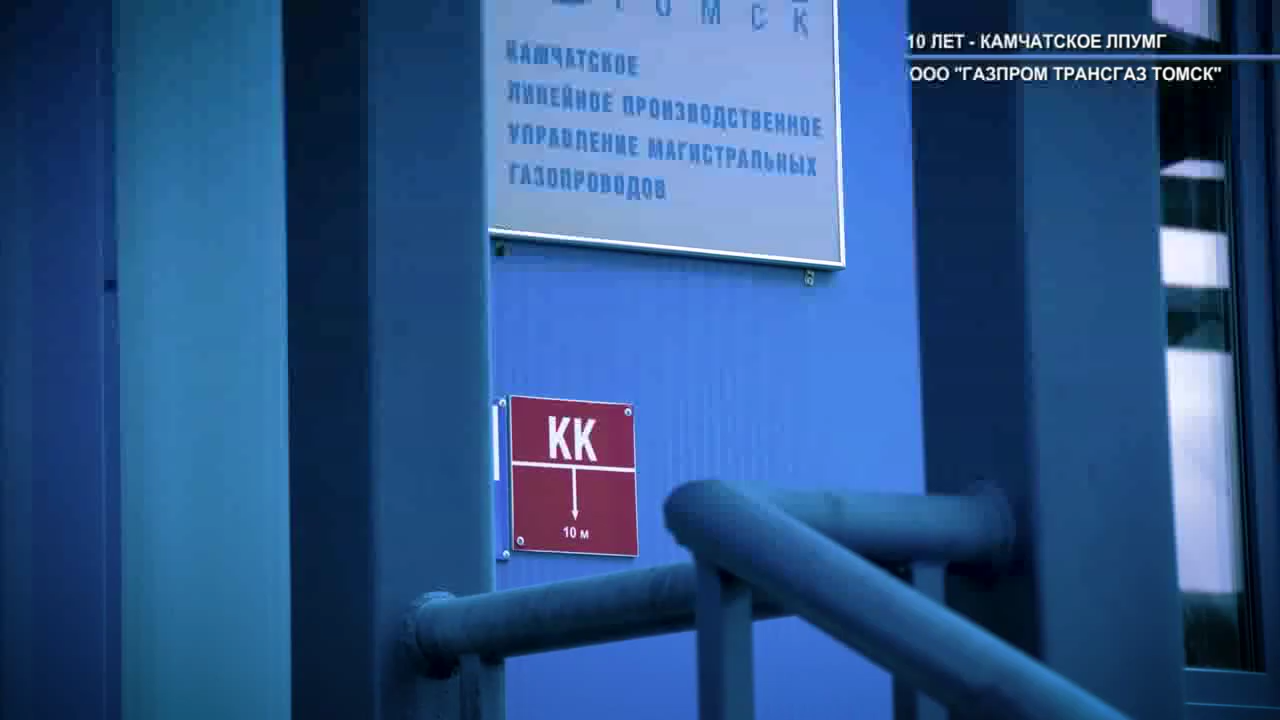 ТОМСК
КАМЧАТСКОЕ
ЛИНЕЙНОЕ ПРОИЗВОДСТВЕННОЕ
УПРАВЛЕНИЕ МАГИСТРАЛЬНЫХ
ГАЗОПРОВОДОВ
10 ЛЕТ - КАМЧАТСКОЕ ЛПУМГ
ООО "ГАЗПРОМ ТРАНСГАЗ ТОМСК"
КК
10 м